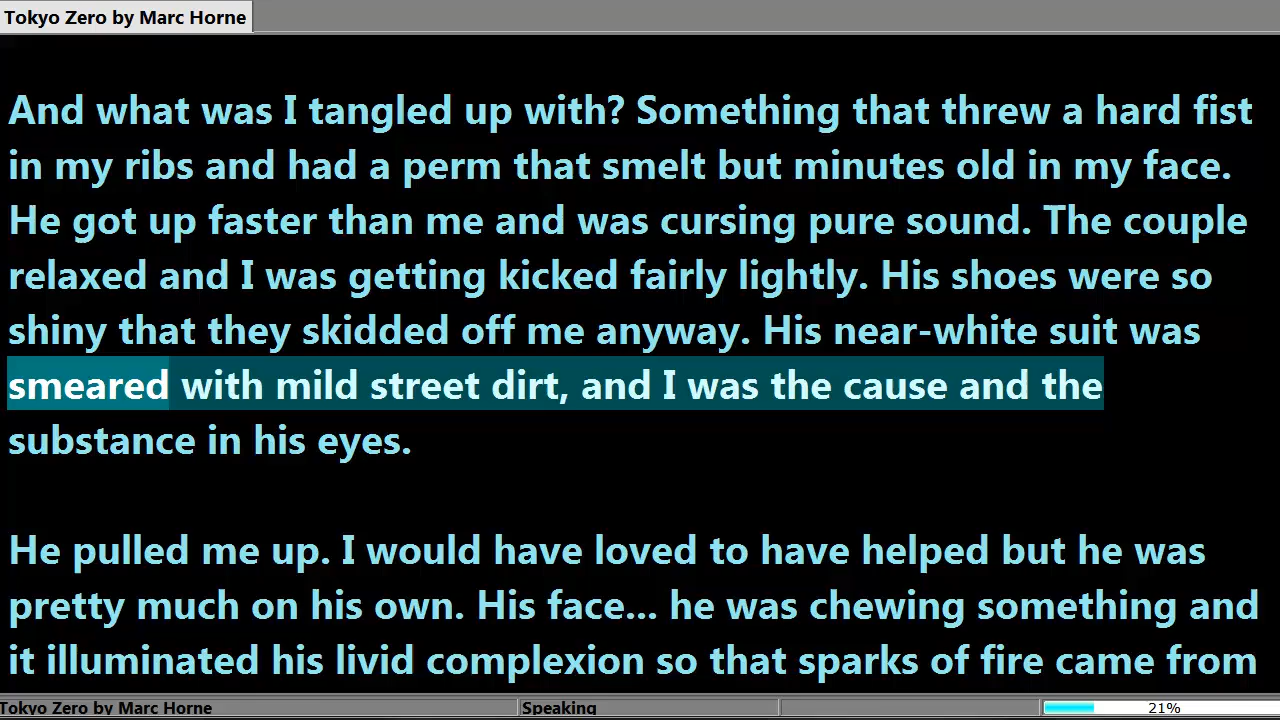 Tokyo Zero by Marc Horne
And what was I tangled up with? Something that threw a hard fist
in my ribs and had a perm that smelt but minutes old in my face.
He got up faster than me and was cursing pure sound. The couple
relaxed and I was getting kicked fairly lightly. His shoes were so
shiny that they skidded off me anyway. His near-white suit was
smeared with mild street dirt, and I was the cause and the
substance in his eyes.
He pulled me up. I would have loved to have helped but he was
pretty much on his own. His face... he was chewing something and
it illuminated his livid complexion so that sparks of fire came from
Tokyo Zero by Marc Horne Speaking 21%